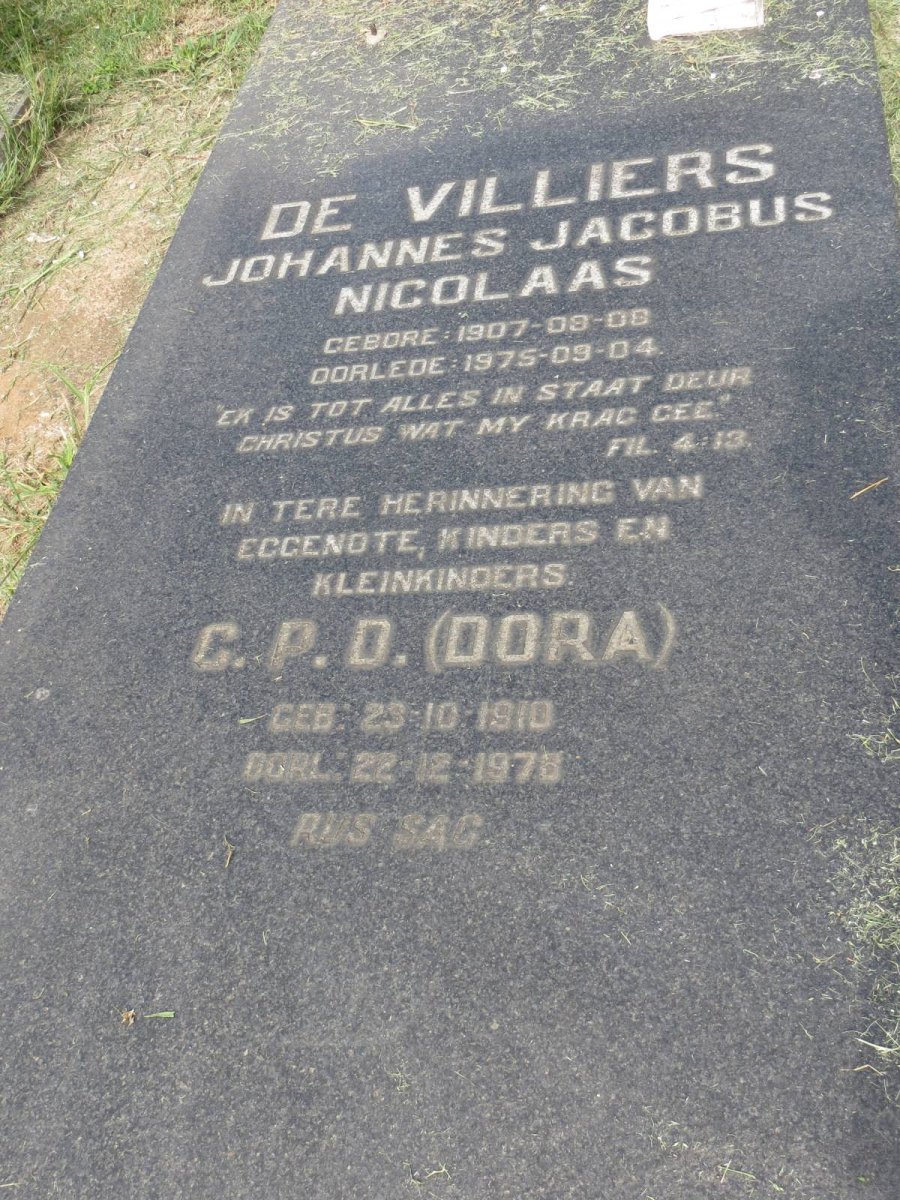 DE VILLIERS
JOHANNES JACOBUS
NICOLAAS
GEBORE: 1907-08-08
OORLEDE: 1975-09-04.
"EK IS TOT ALLES IN STAAT DEUR
CHRISTUS WAT MY KRAG GEE."
FIL. 4:13.
IN TERE HERINNERING VAN
EGGENOTE, KINDERS EN
KLEINKINDERS.
C. P. D. (DORA)
GEB. 23-10-1910
OORL. 22-12-1978
RUS SAG